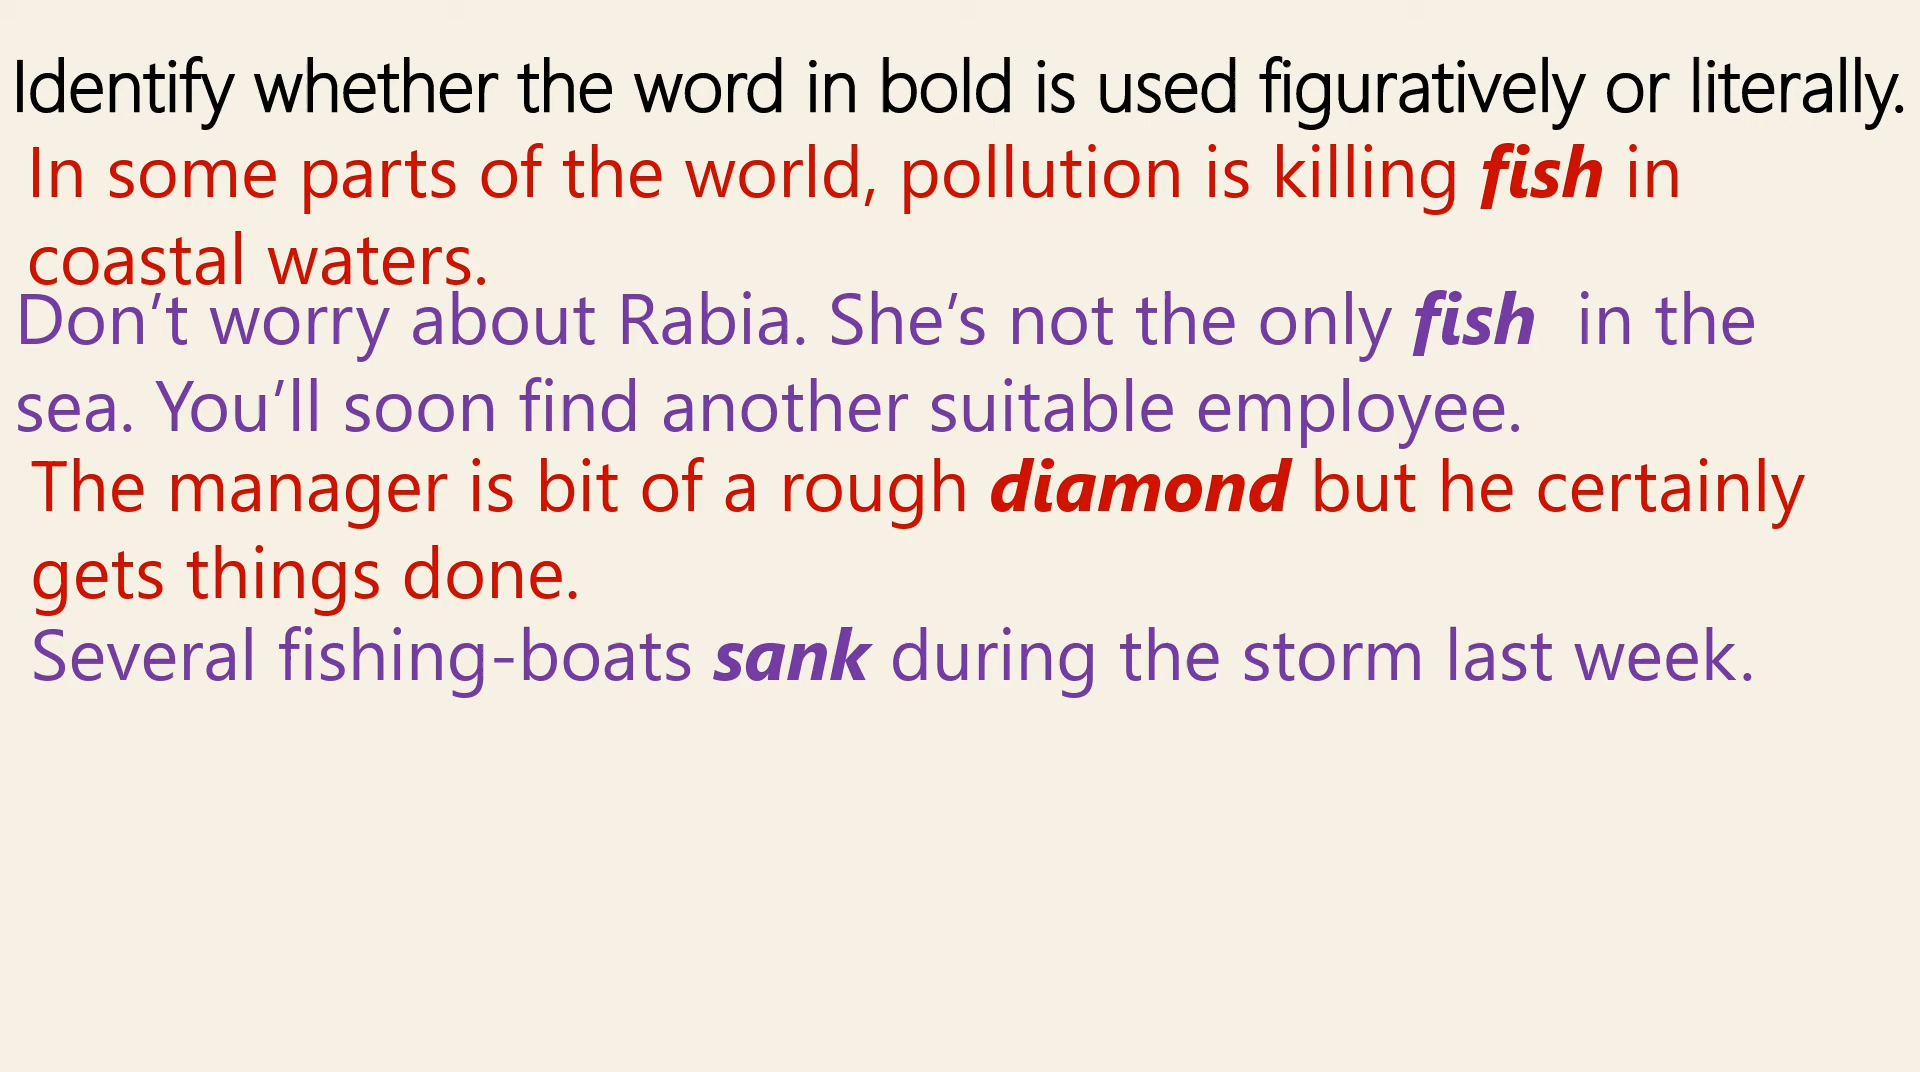 Identify whether the word in bold is used figuratively or literally.
In some parts of the world, pollution is killing fish in
coastal waters.
Don’t worry about Rabia. She’s not the only fish in the
sea. You’ll soon find another suitable employee.
The manager is bit of a rough diamond but he certainly
gets things done.
Several fishing-boats sank during the storm last week.